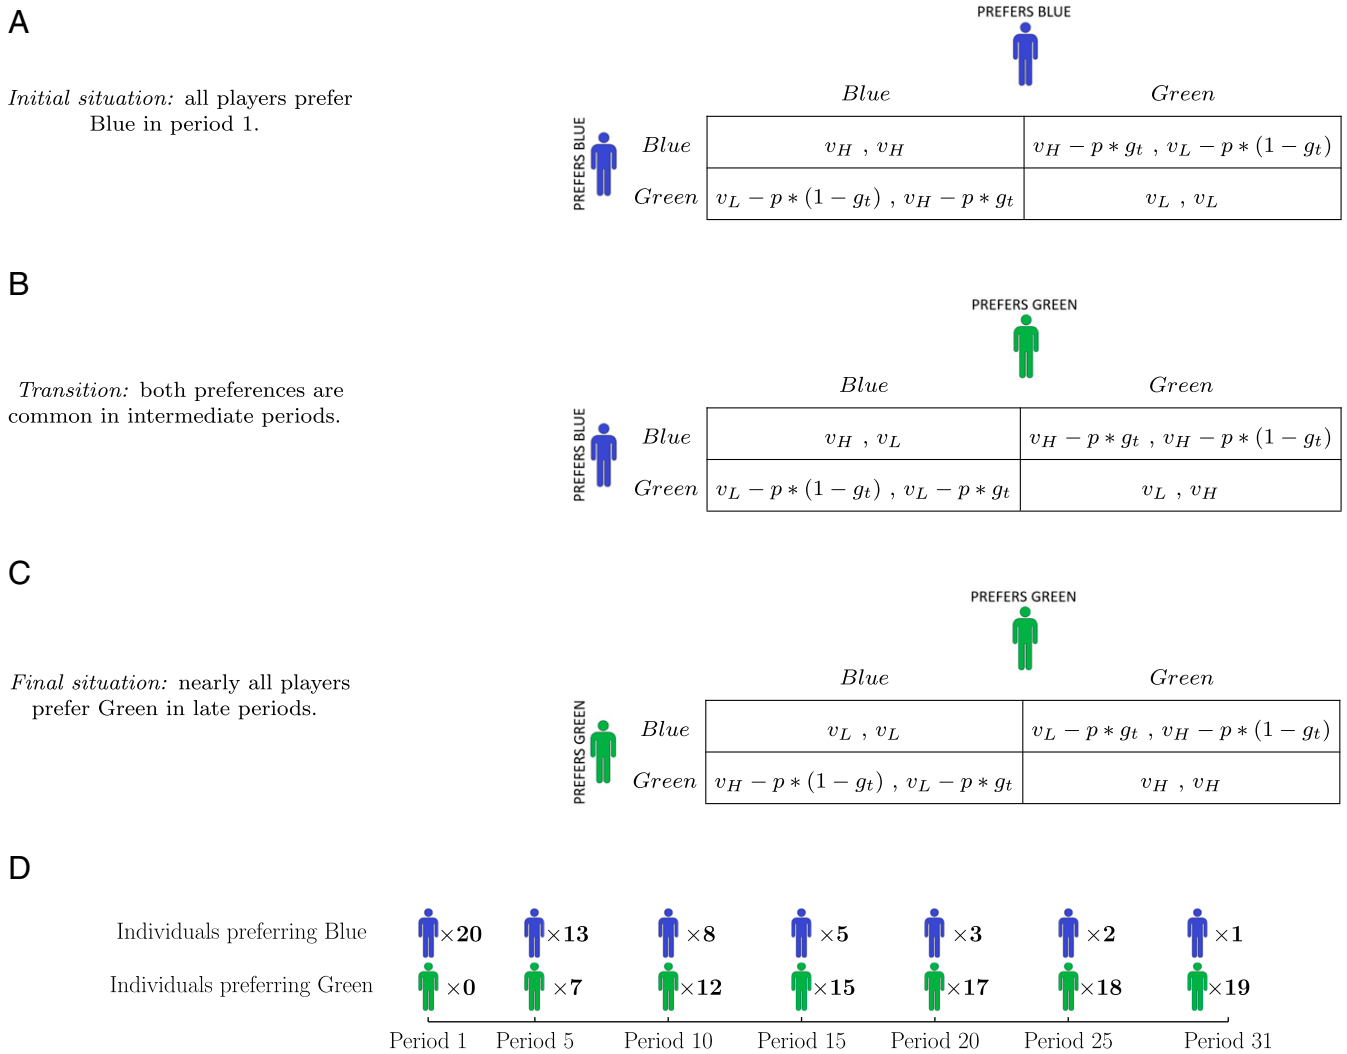 A
PREFERS BLUE
Initial situation: all players prefer
Blue in period 1.
Blue Green
PREFERS BLUE
Blue v_H , v_H v_H − p ∗ g_t , v_L − p ∗ (1 − g_t)
Green v_L − p ∗ (1 − g_t) , v_H − p ∗ g_t v_L , v_L
B
PREFERS GREEN
Transition: both preferences are
common in intermediate periods.
Blue Green
PREFERS BLUE
Blue v_H , v_L v_H − p ∗ g_t , v_H − p ∗ (1 − g_t)
Green v_L − p ∗ (1 − g_t) , v_L − p ∗ g_t v_L , v_H
C
PREFERS GREEN
Final situation: nearly all players
prefer Green in late periods.
Blue Green
PREFERS GREEN
Blue v_L , v_L v_L − p ∗ g_t , v_H − p ∗ (1 − g_t)
Green v_H − p ∗ (1 − g_t) , v_L − p ∗ g_t v_H , v_H
D
Individuals preferring Blue ×20 ×13 ×8 ×5 ×3 ×2 ×1
Individuals preferring Green ×0 ×7 ×12 ×15 ×17 ×18 ×19
Period 1 Period 5 Period 10 Period 15 Period 20 Period 25 Period 31